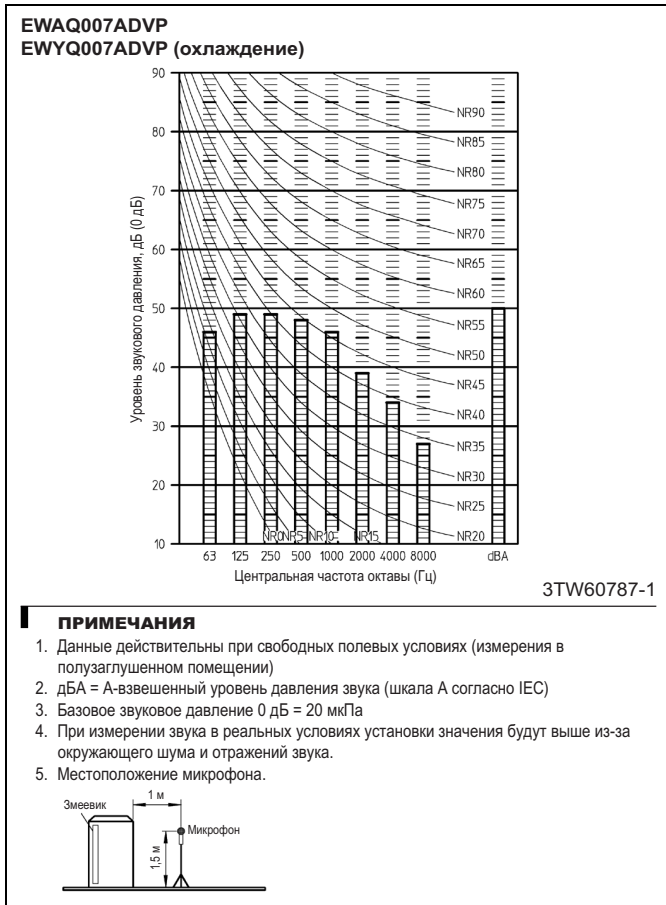 EWAQ007ADVP
EWYQ007ADVP (охлаждение)
Уровень звукового давления, дБ (0 дБ)
90
80
70
60
50
40
30
20
10
NR90
NR85
NR80
NR75
NR70
NR65
NR60
NR55
NR50
NR45
NR40
NR35
NR30
NR25
NR20
NR0 NR5 NR10 NR15
63 125 250 500 1000 2000 4000 8000 dBA
Центральная частота октавы (Гц)
3TW60787-1
ПРИМЕЧАНИЯ
1. Данные действительны при свободных полевых условиях (измерения в
полузаглушенном помещении)
2. дБА = А-взвешенный уровень давления звука (шкала А согласно IEC)
3. Базовое звуковое давление 0 дБ = 20 мкПа
4. При измерении звука в реальных условиях установки значения будут выше из-за
окружающего шума и отражений звука.
5. Местоположение микрофона.
Змеевик
1 м
Микрофон
1,5 м